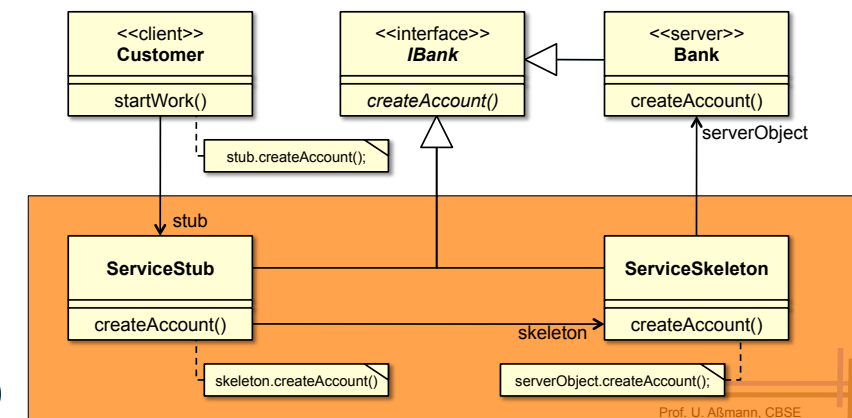 <<client>>
Customer
startWork()
<<interface>>
IBank
createAccount()
<<server>>
Bank
createAccount()
stub.createAccount();
serverObject
stub
ServiceStub
createAccount()
skeleton
ServiceSkeleton
createAccount()
skeleton.createAccount()
serverObject.createAccount();
Prof. U. Aßmann, CBSE